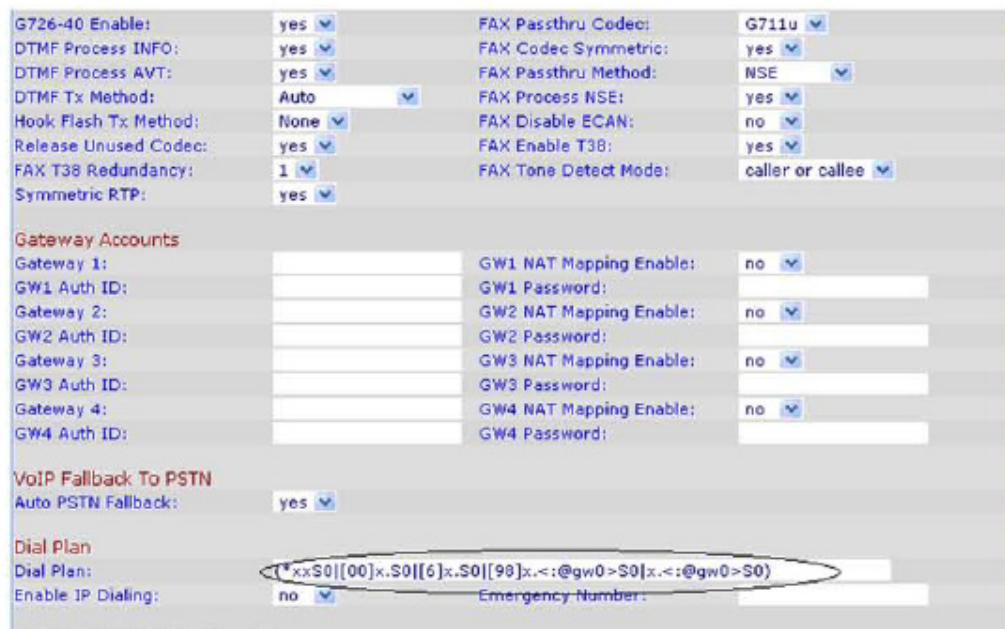 G726-40 Enable: yes FAX Passthru Codec: G711u
DTMF Process INFO: yes FAX Codec Symmetric: yes
DTMF Process AVT: yes FAX Passthru Method: NSE
DTMF Tx Method: Auto FAX Process NSE: yes
Hook Flash Tx Method: None FAX Disable ECAN: no
Release Unused Codec: yes FAX Enable T38: yes
FAX T38 Redundancy: 1 FAX Tone Detect Mode: caller or callee
Symmetric RTP: yes
Gateway Accounts
Gateway 1: GW1 NAT Mapping Enable: no
GW1 Auth ID: GW1 Password:
Gateway 2: GW2 NAT Mapping Enable: no
GW2 Auth ID: GW2 Password:
Gateway 3: GW3 NAT Mapping Enable: no
GW3 Auth ID: GW3 Password:
Gateway 4: GW4 NAT Mapping Enable: no
GW4 Auth ID: GW4 Password:
VoIP Fallback To PSTN
Auto PSTN Fallback: yes
Dial Plan
Dial Plan: (*xxS0|[00]x.S0|[6]x.S0|[98]x.<:@gw0>S0|x.<:@gw0>S0)
Enable IP Dialing: no Emergency Number: